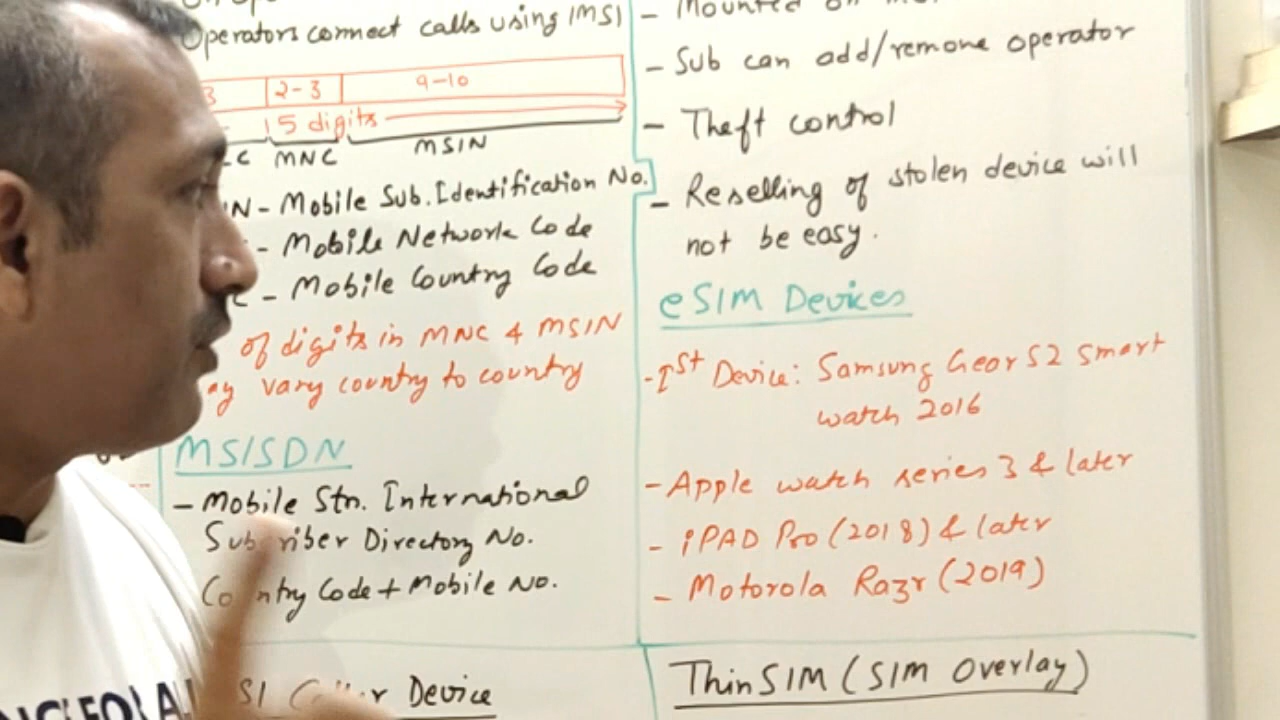 Operators connect calls using IMSI
3 2-3 9-10
15 digits
MNC MSIN
N - Mobile Sub. Identification No.
- Mobile Network Code
C - Mobile Country Code
of digits in MNC & MSIN
ay vary country to country
MSISDN
- Mobile Stn. International
Subscriber Directory No.
Country Code + Mobile No.
SI Catcher Device
- Mounted on
- Sub can add/remone operator
- Theft control
- Reselling of stolen device will
not be easy.
eSIM Devices
- 1st Device: Samsung Gear S2 smart
watch 2016
- Apple watch series 3 & later
- iPAD Pro (2018) & later
- Motorola Razr (2019)
ThinSIM (SIM Overlay)